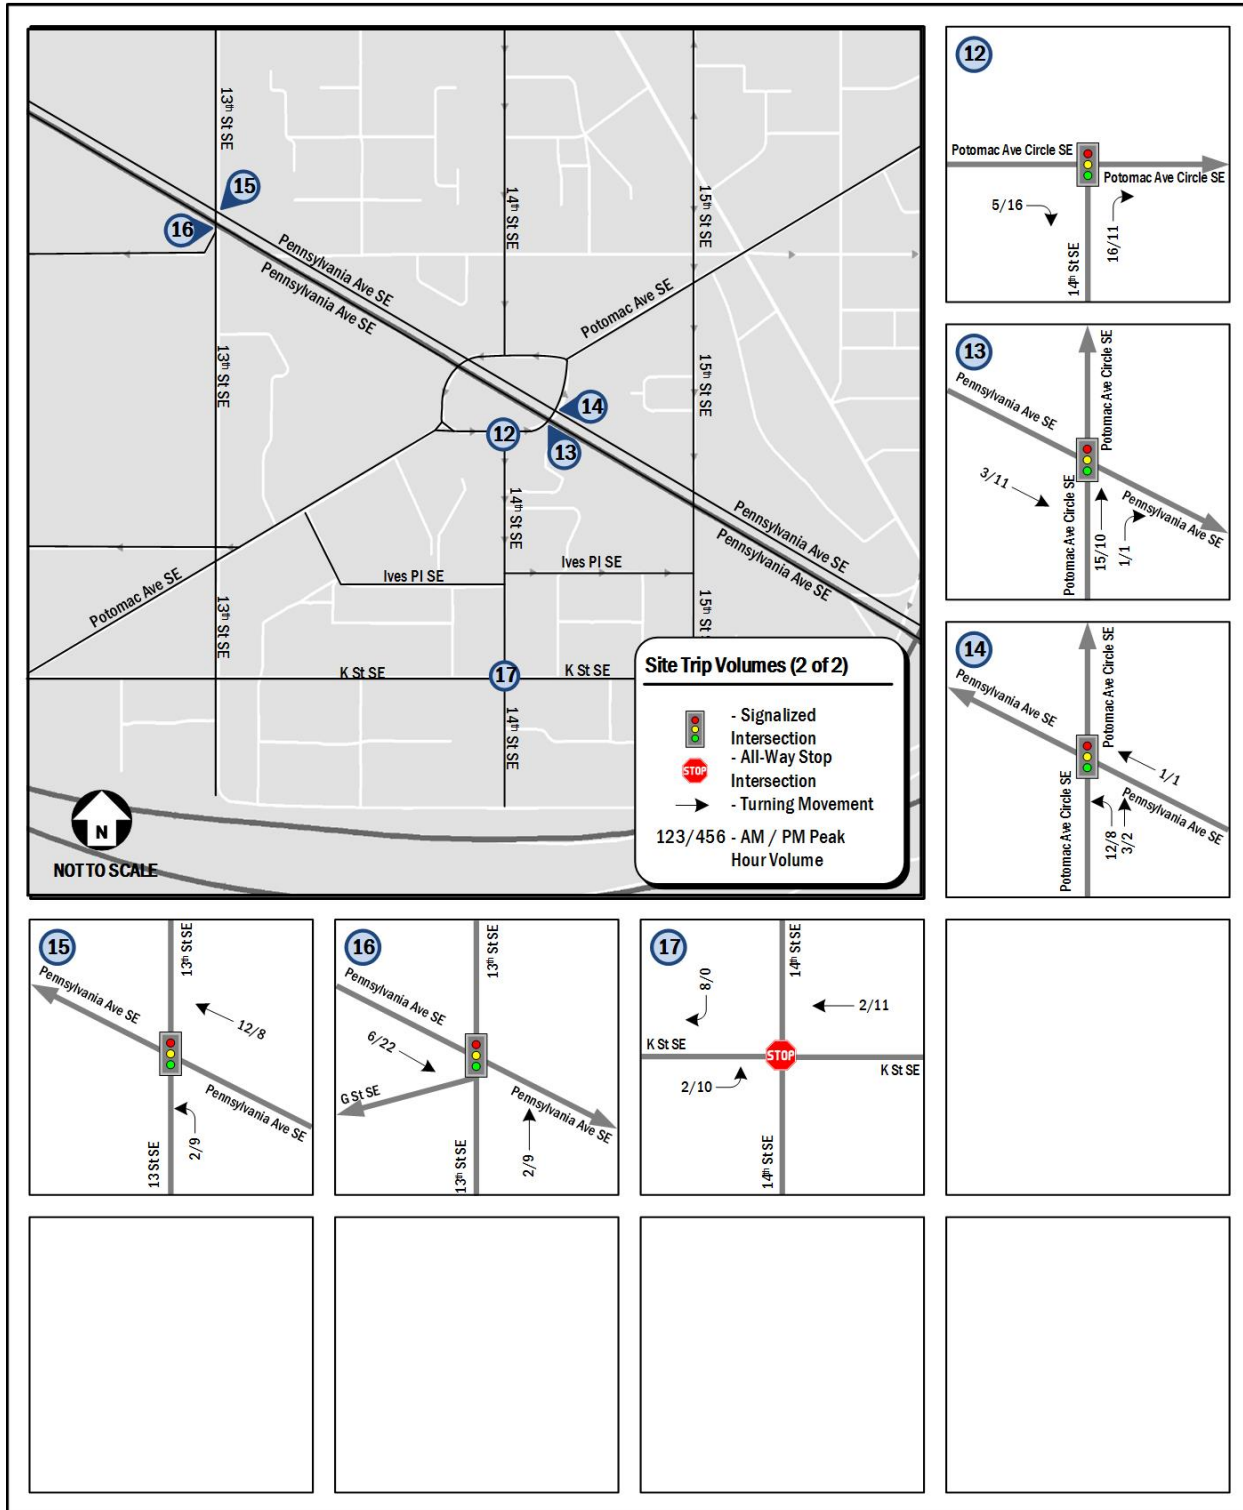 13th St SE
15
16
Pennsylvania Ave SE
Pennsylvania Ave SE
14th St SE
15th St SE
Potomac Ave SE
13th St SE
15th St SE
14
12
13
14th St SE
Pennsylvania Ave SE
Pennsylvania Ave SE
Ives Pl SE
Ives Pl SE
Potomac Ave SE
13th St SE
15th S
K St SE
17
K St SE
14th St SE
N
NOT TO SCALE
Site Trip Volumes (2 of 2)
- Signalized
Intersection
STOP
- All-Way Stop
Intersection
- Turning Movement
123/456 - AM / PM Peak
Hour Volume
12
Potomac Ave Circle SE
Potomac Ave Circle SE
5/16
16/11
14th St SE
13
Pennsylvania Ave SE
Potomac Ave Circle SE
3/11
Potomac Ave Circle SE
15/10
1/1
Pennsylvania Ave SE
14
Pennsylvania Ave SE
Potomac Ave Circle SE
1/1
Potomac Ave Circle SE
12/8
3/2
Pennsylvania Ave SE
15
13th St SE
Pennsylvania Ave SE
12/8
Pennsylvania Ave SE
2/9
13 St SE
16
13th St SE
Pennsylvania Ave SE
6/22
G St SE
Pennsylvania Ave SE
2/9
13th St SE
17
14th St SE
8/0
2/11
K St SE
STOP
K St SE
2/10
14th St SE